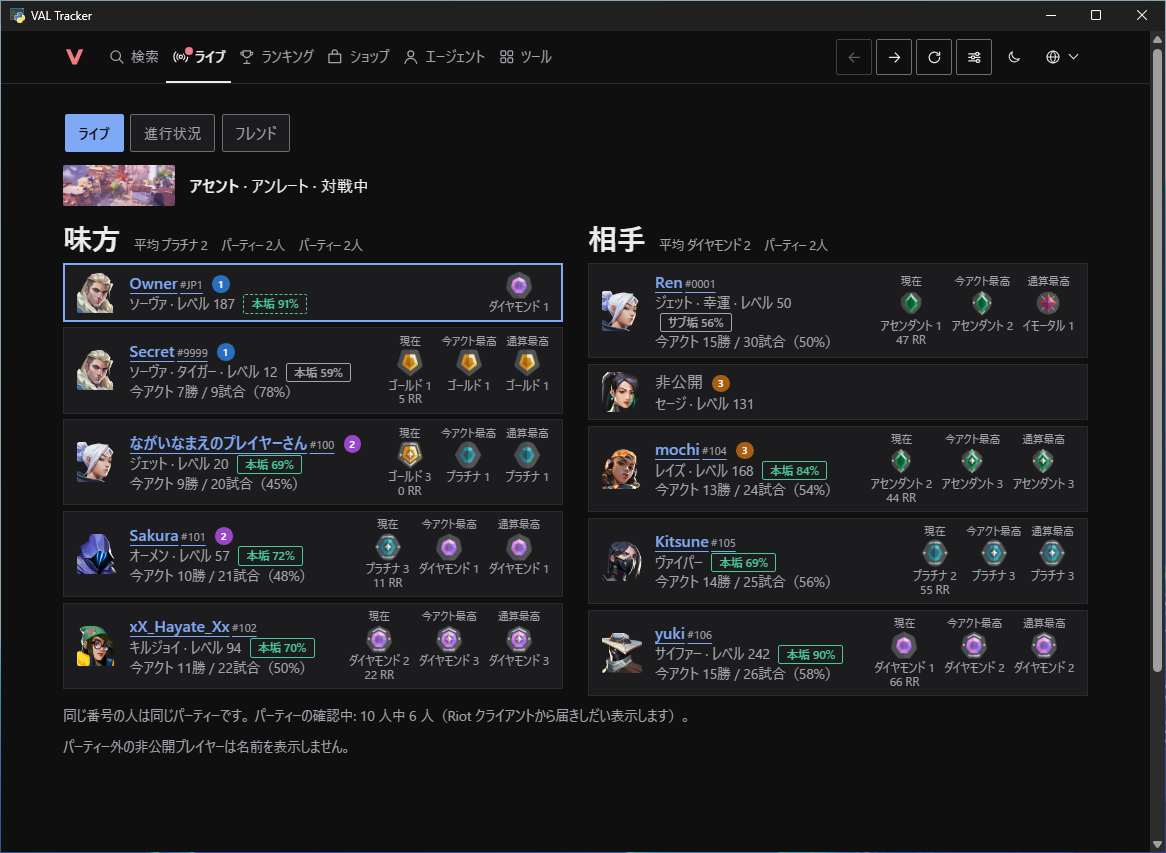 VAL Tracker
検索
ライブ
ランキング
ショップ
エージェント
ツール
ライブ
進行状況
フレンド
アセント · アンレート · 対戦中
味方 平均 プラチナ 2 パーティー 2人 パーティー 2人
Owner #JP1 1
ソーヴァ · レベル 187 本垢 91%
ダイヤモンド 1
Secret #9999 1
ソーヴァ · タイガー · レベル 12 本垢 59%
今アクト 7勝 / 9試合（78%）
現在 今アクト最高 通算最高
ゴールド 1 ゴールド 1 ゴールド 1
5 RR
ながいなまえのプレイヤーさん #100 2
ジェット · レベル 20 本垢 69%
今アクト 9勝 / 20試合（45%）
現在 今アクト最高 通算最高
ゴールド 3 プラチナ 1 プラチナ 1
0 RR
Sakura #101 2
オーメン · レベル 57 本垢 72%
今アクト 10勝 / 21試合（48%）
現在 今アクト最高 通算最高
プラチナ 3 ダイヤモンド 1 ダイヤモンド 1
11 RR
xX_Hayate_Xx #102
キルジョイ · レベル 94 本垢 70%
今アクト 11勝 / 22試合（50%）
現在 今アクト最高 通算最高
ダイヤモンド 2 ダイヤモンド 3 ダイヤモンド 3
22 RR
相手 平均 ダイヤモンド 2 パーティー 2人
Ren #0001
ジェット · 幸運 · レベル 50
サブ垢 56%
今アクト 15勝 / 30試合（50%）
現在 今アクト最高 通算最高
アセンダント 1 アセンダント 2 イモータル 1
47 RR
非公開 3
セージ · レベル 131
mochi #104 3
レイズ · レベル 168 本垢 84%
今アクト 13勝 / 24試合（54%）
現在 今アクト最高 通算最高
アセンダント 2 アセンダント 3 アセンダント 3
44 RR
Kitsune #105
ヴァイパー 本垢 69%
今アクト 14勝 / 25試合（56%）
現在 今アクト最高 通算最高
プラチナ 2 プラチナ 3 プラチナ 3
55 RR
yuki #106
サイファー · レベル 242 本垢 90%
今アクト 15勝 / 26試合（58%）
現在 今アクト最高 通算最高
ダイヤモンド 1 ダイヤモンド 2 ダイヤモンド 2
66 RR
同じ番号の人は同じパーティーです。パーティーの確認中: 10 人中 6 人（Riot クライアントから届きしだい表示します）。
パーティー外の非公開プレイヤーは名前を表示しません。